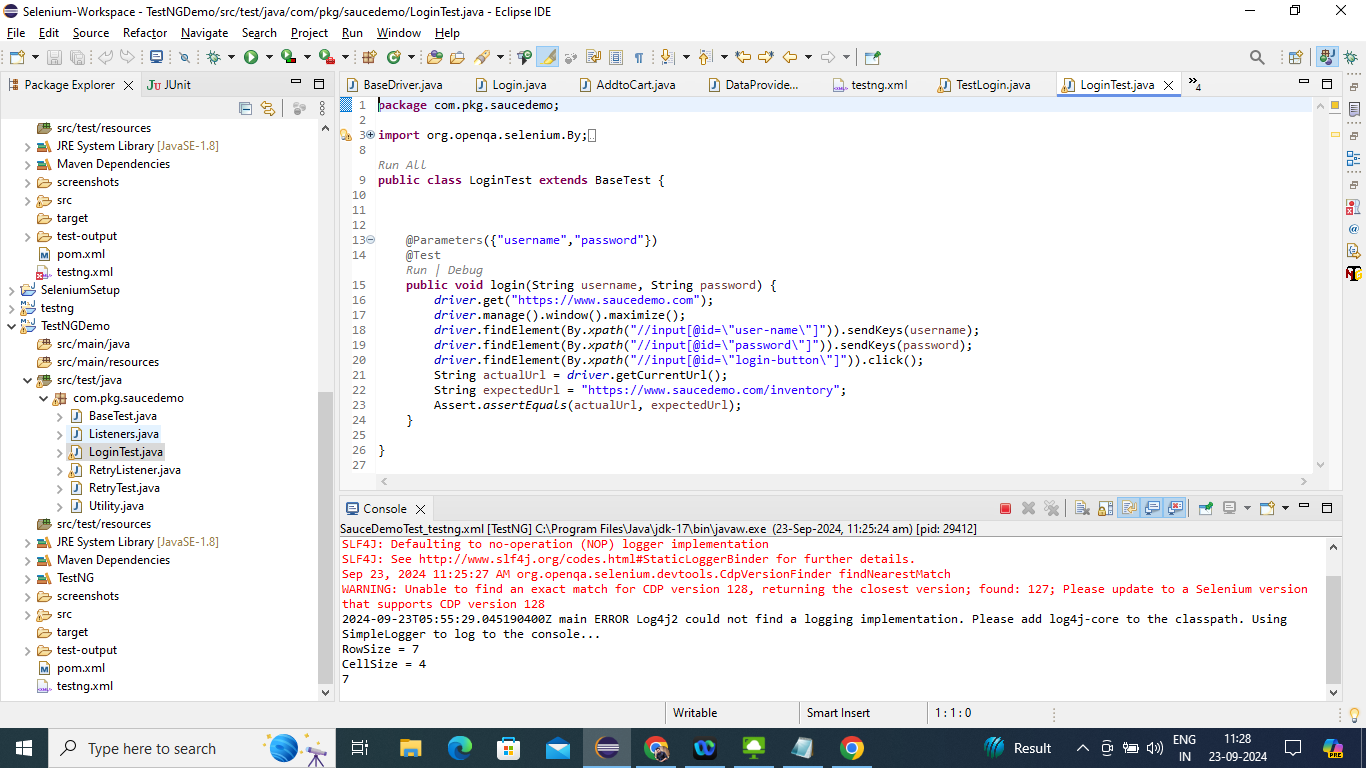 Selenium-Workspace - TestNGDemo/src/test/java/com/pkg/saucedemo/LoginTest.java - Eclipse IDE
File Edit Source Refactor Navigate Search Project Run Window Help
Package Explorer
JUnit
src/test/resources
JRE System Library [JavaSE-1.8]
Maven Dependencies
screenshots
src
target
test-output
pom.xml
testng.xml
SeleniumSetup
testng
TestNGDemo
src/main/java
src/main/resources
src/test/java
com.pkg.saucedemo
BaseTest.java
Listeners.java
LoginTest.java
RetryListener.java
RetryTest.java
Utility.java
src/test/resources
JRE System Library [JavaSE-1.8]
Maven Dependencies
TestNG
screenshots
src
target
test-output
pom.xml
testng.xml
BaseDriver.java Login.java AddtoCart.java DataProvide... testng.xml TestLogin.java LoginTest.java »4
1 package com.pkg.saucedemo;
2
3 import org.openqa.selenium.By;
8
Run All
9 public class LoginTest extends BaseTest {
10
11
12
13 @Parameters({"username","password"})
14 @Test
Run | Debug
15 public void login(String username, String password) {
16 driver.get("https://www.saucedemo.com");
17 driver.manage().window().maximize();
18 driver.findElement(By.xpath("//input[@id=\"user-name\"]")).sendKeys(username);
19 driver.findElement(By.xpath("//input[@id=\"password\"]")).sendKeys(password);
20 driver.findElement(By.xpath("//input[@id=\"login-button\"]")).click();
21 String actualUrl = driver.getCurrentUrl();
22 String expectedUrl = "https://www.saucedemo.com/inventory";
23 Assert.assertEquals(actualUrl, expectedUrl);
24 }
25
26 }
27
Console
SauceDemoTest_testng.xml [TestNG] C:\Program Files\Java\jdk-17\bin\javaw.exe (23-Sep-2024, 11:25:24 am) [pid: 29412]
SLF4J: Defaulting to no-operation (NOP) logger implementation
SLF4J: See http://www.slf4j.org/codes.html#StaticLoggerBinder for further details.
Sep 23, 2024 11:25:27 AM org.openqa.selenium.devtools.CdpVersionFinder findNearestMatch
WARNING: Unable to find an exact match for CDP version 128, returning the closest version; found: 127; Please update to a Selenium version
that supports CDP version 128
2024-09-23T05:55:29.045190400Z main ERROR Log4j2 could not find a logging implementation. Please add log4j-core to the classpath. Using
SimpleLogger to log to the console...
RowSize = 7
CellSize = 4
7
Writable
Smart Insert
1 : 1 : 0
Type here to search
Result
ENG
IN
11:28
23-09-2024
PRE